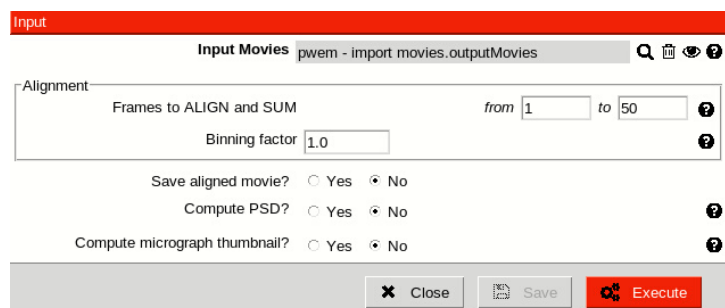 Input
Input Movies pwem - import movies.outputMovies
Alignment
Frames to ALIGN and SUM from 1 to 50
Binning factor 1.0
Save aligned movie? Yes No
Compute PSD? Yes No
Compute micrograph thumbnail? Yes No
Close Save Execute